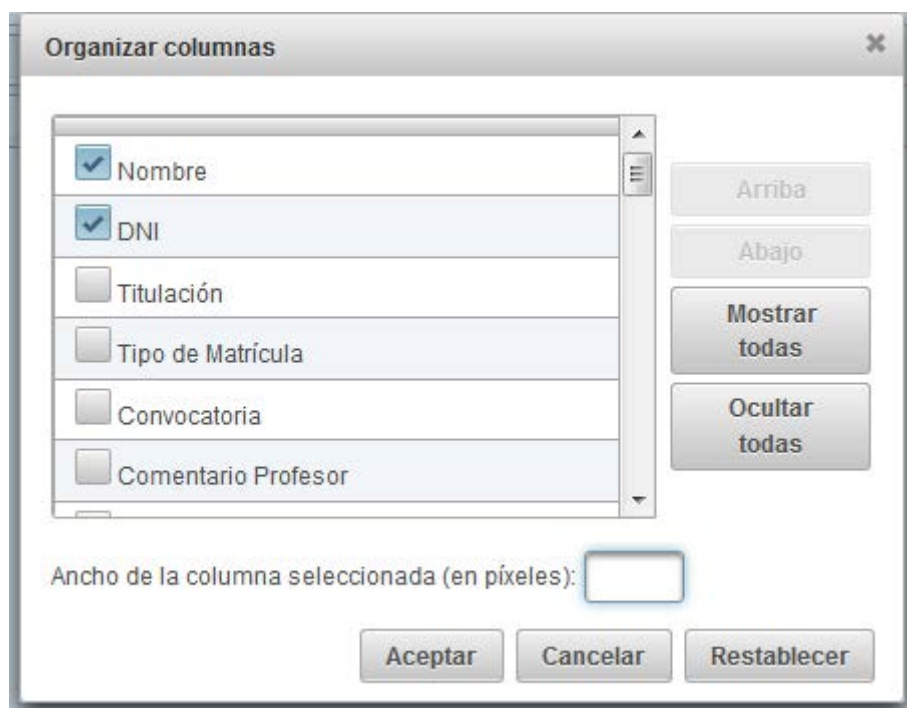 Organizar columnas
Nombre
DNI
Titulación
Tipo de Matrícula
Convocatoria
Comentario Profesor
Arriba
Abajo
Mostrar
todas
Ocultar
todas
Ancho de la columna seleccionada (en píxeles):
Aceptar
Cancelar
Restablecer